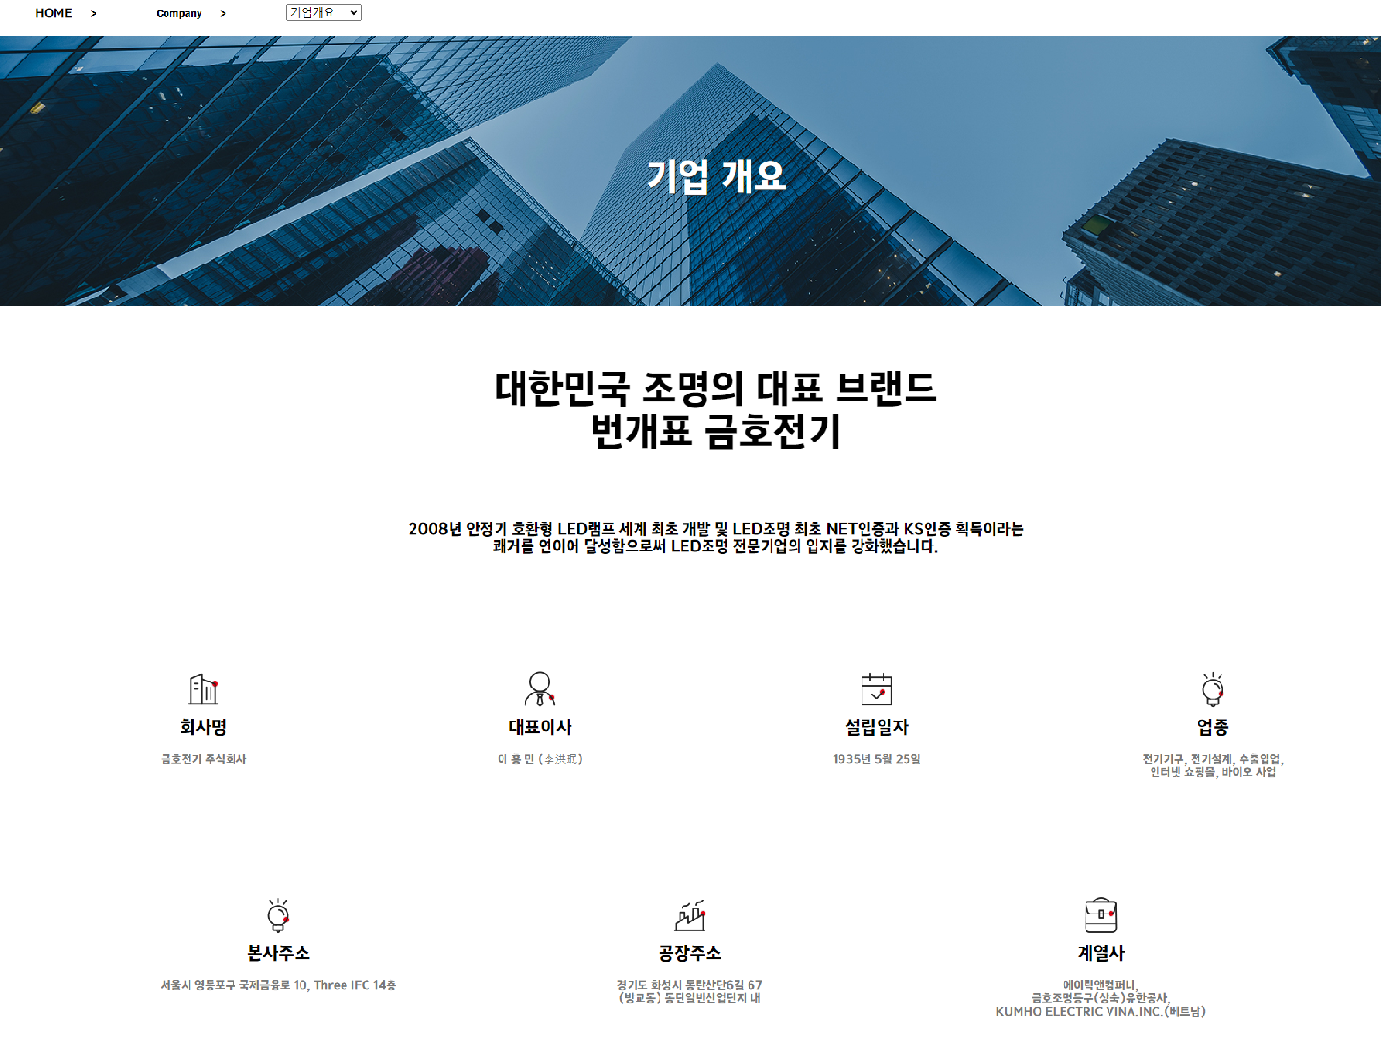 HOME >
Company >
기업개요
기업 개요
대한민국 조명의 대표 브랜드
번개표 금호전기
2008년 안정기 호환형 LED램프 세계 최초 개발 및 LED조명 최초 NET인증과 KS인증 획득이라는
쾌거를 연이어 달성함으로써 LED조명 전문기업의 입지를 강화했습니다.
회사명
금호전기 주식회사
대표이사
이 홍 민 (李洪珉)
설립일자
1935년 5월 25일
업종
전기기구, 전기설계, 수출입업,
인터넷 쇼핑몰, 바이오 사업
본사주소
서울시 영등포구 국제금융로 10, Three IFC 14층
공장주소
경기도 화성시 동탄산단6길 67
(방교동) 동탄일반산업단지 내
계열사
에이텍앤컴퍼니,
금호조명등구(상숙)유한공사,
KUMHO ELECTRIC VINA.INC.(베트남)